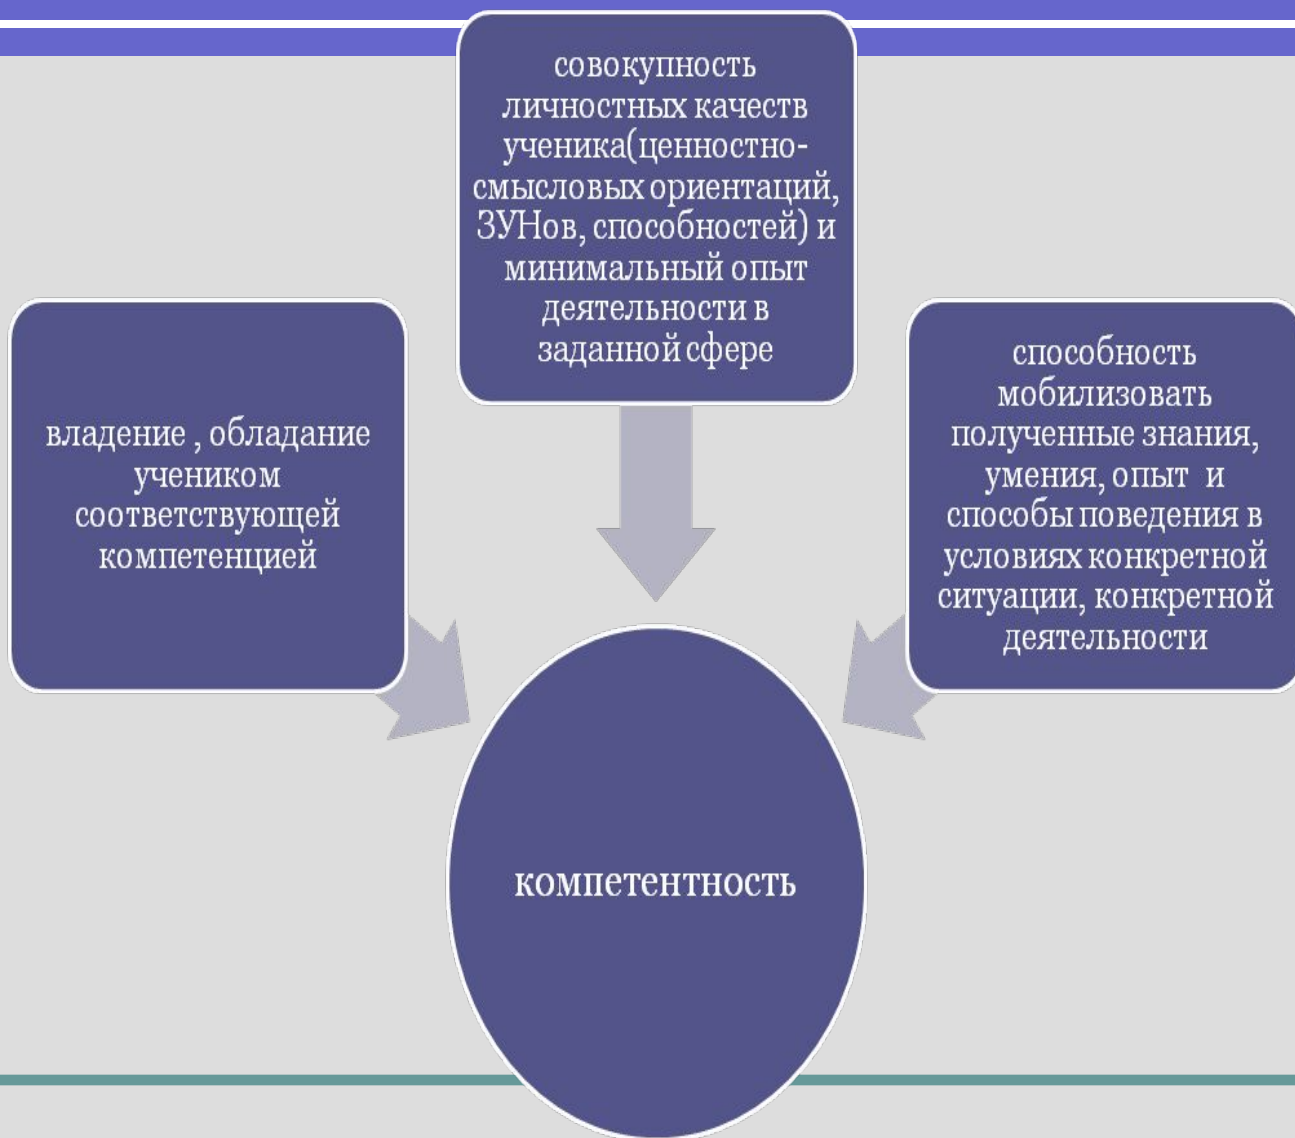 совокупность
личностных качеств
ученика(ценностно-
смысловых ориентаций,
ЗУНов, способностей) и
минимальный опыт
деятельности в
заданной сфере
владение , обладание
учеником
соответствующей
компетенцией
способность
мобилизовать
полученные знания,
умения, опыт и
способы поведения в
условиях конкретной
ситуации, конкретной
деятельности
компетентность